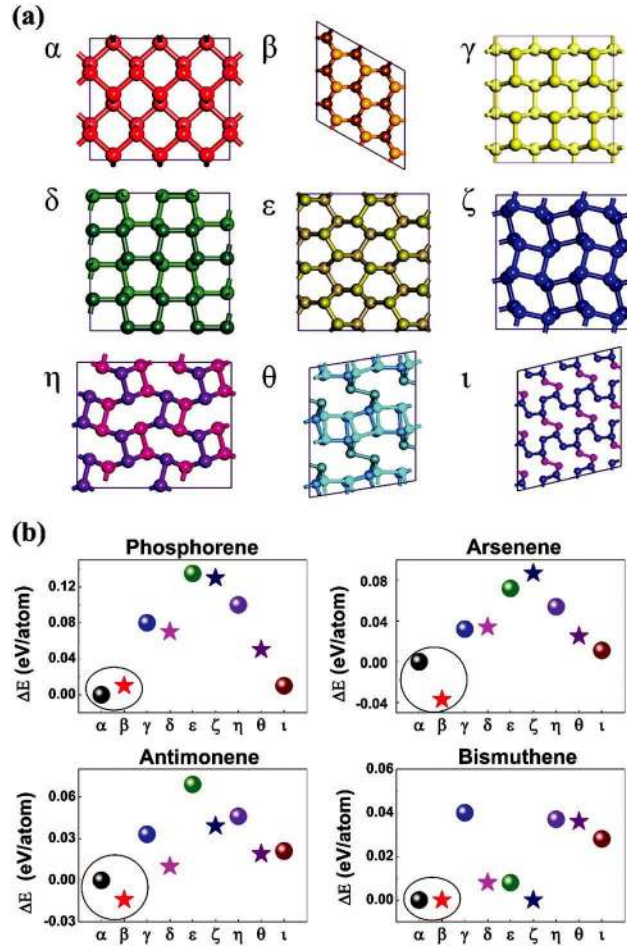 (a)
α β γ
δ ε ζ
η θ ι
(b)
Phosphorene Arsenene
ΔE (eV/atom) 0.12 0.08 0.04 0.00
α β γ δ ε ζ η θ ι
ΔE (eV/atom) 0.08 0.04 0.00 -0.04
α β γ δ ε ζ η θ ι
Antimonene Bismuthene
ΔE (eV/atom) 0.06 0.03 0.00 -0.03
α β γ δ ε ζ η θ ι
ΔE (eV/atom) 0.06 0.04 0.02 0.00
α β γ δ ε ζ η θ ι